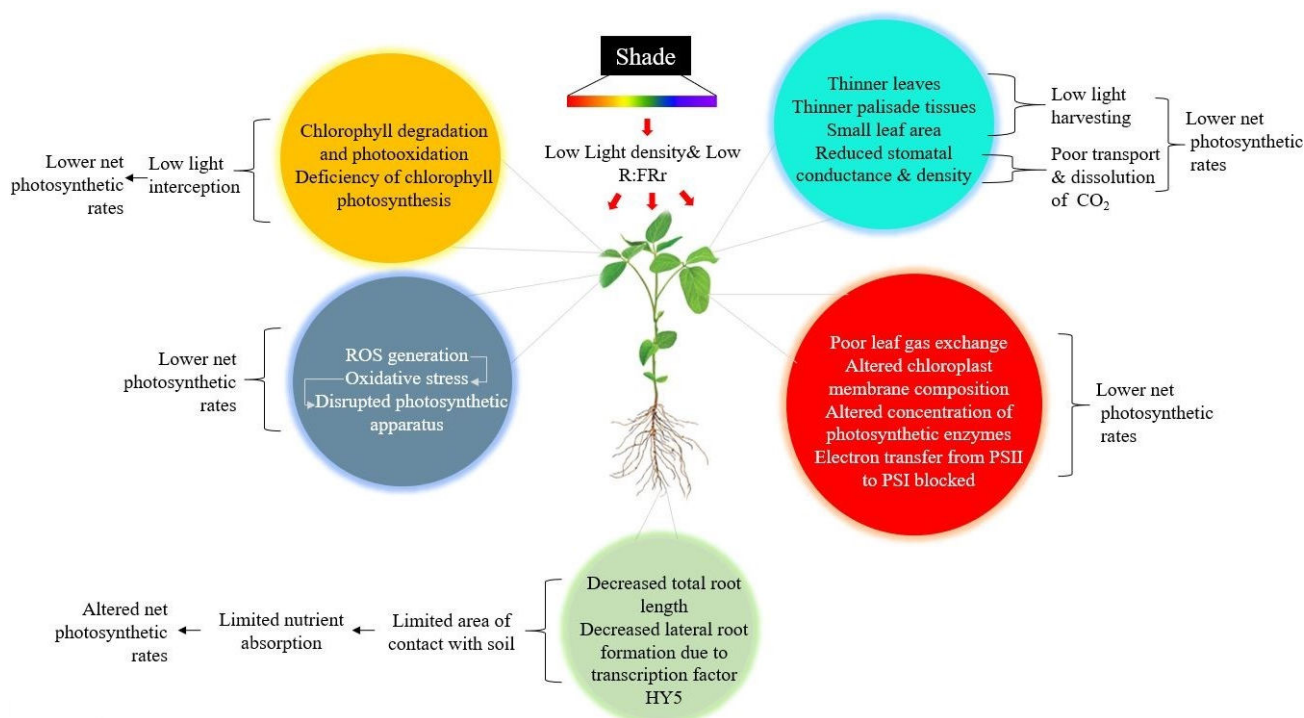 Shade
Low Light density& Low
R:FRr
Chlorophyll degradation
and photooxidation
Deficiency of chlorophyll
photosynthesis
Low light
interception
Lower net
photosynthetic
rates
Thinner leaves
Thinner palisade tissues
Small leaf area
Reduced stomatal
conductance & density
Low light
harvesting
Poor transport
& dissolution
of CO₂
Lower net
photosynthetic
rates
ROS generation
Oxidative stress
Disrupted photosynthetic
apparatus
Lower net
photosynthetic
rates
Poor leaf gas exchange
Altered chloroplast
membrane composition
Altered concentration of
photosynthetic enzymes
Electron transfer from PSII
to PSI blocked
Lower net
photosynthetic
rates
Decreased total root
length
Decreased lateral root
formation due to
transcription factor
HY5
Limited area of
contact with soil
Limited nutrient
absorption
Altered net
photosynthetic
rates